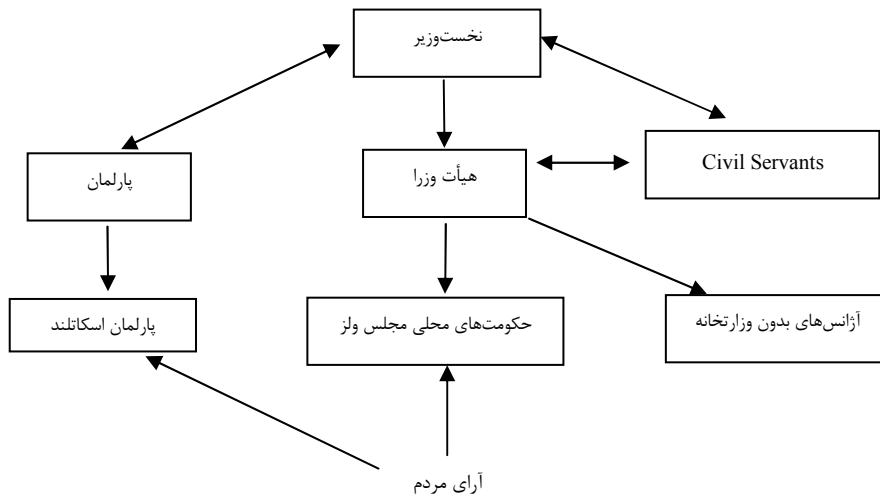 نخست‌وزیر
پارلمان
هیأت وزرا
Civil Servants
پارلمان اسکاتلند
حکومت‌های محلی مجلس ولز
آژانس‌های بدون وزارتخانه
آرای مردم